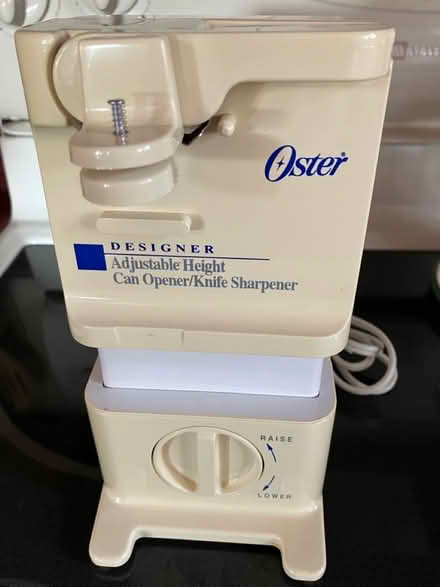 Oster®
DESIGNER
Adjustable Height
Can Opener/Knife Sharpener
RAISE
LOWER